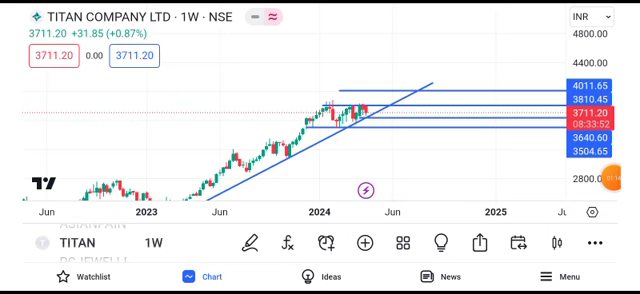 TITAN COMPANY LTD · 1W · NSE
INR
3711.20 +31.85 (+0.87%)
3711.20 0.00 3711.20
4800.00
4400.00
4011.65
3810.45
3711.20
08:33:52
3640.60
3504.65
2800.00
Jun 2023 Jun 2024 Jun 2025
TITAN 1W
Watchlist Chart Ideas News Menu